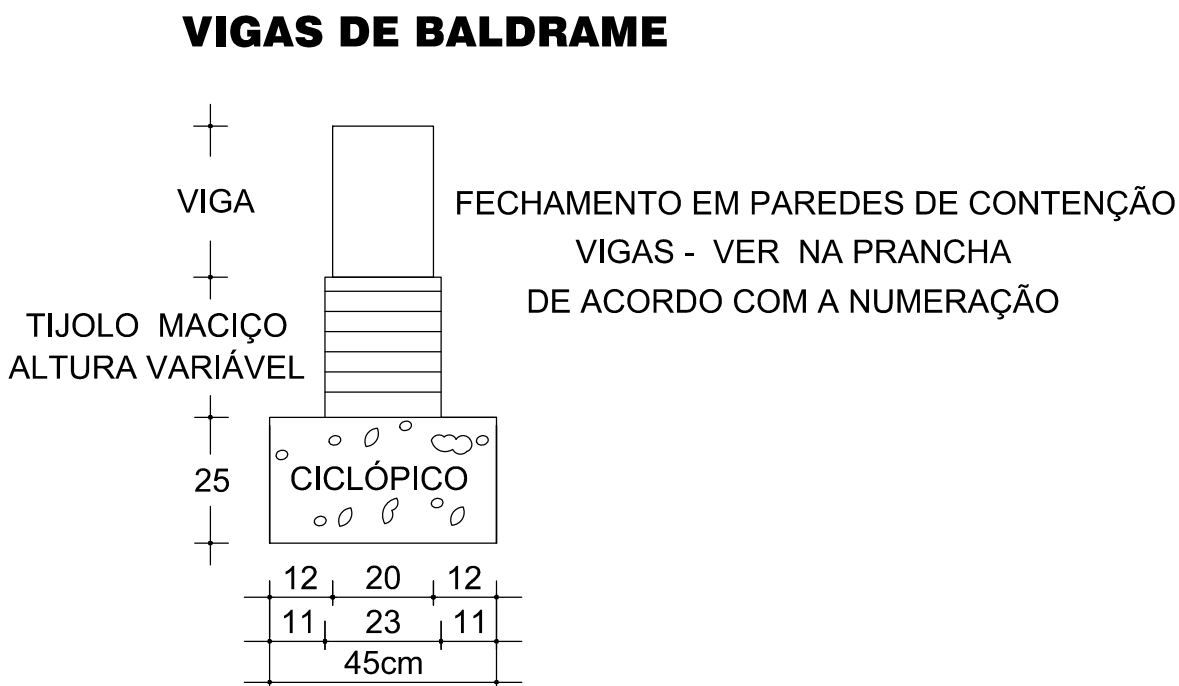 VIGAS DE BALDRAME
VIGA
FECHAMENTO EM PAREDES DE CONTENÇÃO
VIGAS - VER NA PRANCHA
DE ACORDO COM A NUMERAÇÃO
TIJOLO MACIÇO
ALTURA VARIÁVEL
25
CICLÓPICO
12 20 12
11 23 11
45cm